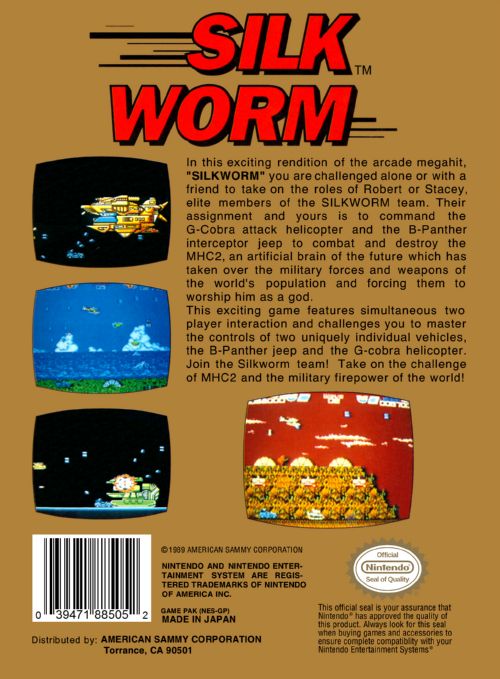 SILK
WORM TM
In this exciting rendition of the arcade megahit,
"SILKWORM" you are challenged alone or with a
friend to take on the roles of Robert or Stacey,
elite members of the SILKWORM team. Their
assignment and yours is to command the
G-Cobra attack helicopter and the B-Panther
interceptor jeep to combat and destroy the
MHC2, an artificial brain of the future which has
taken over the military forces and weapons of
the world's population and forcing them to
worship him as a god.
This exciting game features simultaneous two
player interaction and challenges you to master
the controls of two uniquely individual vehicles,
the B-Panther jeep and the G-cobra helicopter.
Join the Silkworm team! Take on the challenge
of MHC2 and the military firepower of the world!
0 39471 88505 2
©1989 AMERICAN SAMMY CORPORATION
NINTENDO AND NINTENDO ENTER-
TAINMENT SYSTEM ARE REGIS-
TERED TRADEMARKS OF NINTENDO
OF AMERICA INC.
GAME PAK (NES-GP)
MADE IN JAPAN
Distributed by: AMERICAN SAMMY CORPORATION
Torrance, CA 90501
Official
Nintendo
Seal of Quality
This official seal is your assurance that
Nintendo® has approved the quality of
this product. Always look for this seal
when buying games and accessories to
ensure complete compatibility with your
Nintendo Entertainment Systems®